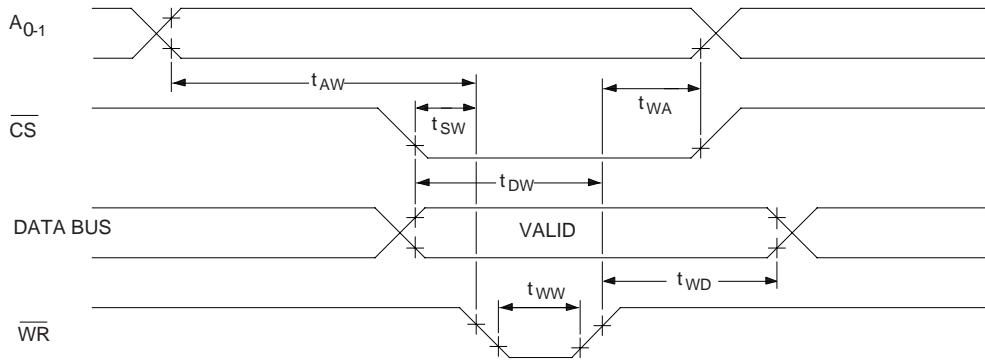 A0-1
tAW
tWA
CS
tSW
tDW
DATA BUS
VALID
tWD
tWW
WR